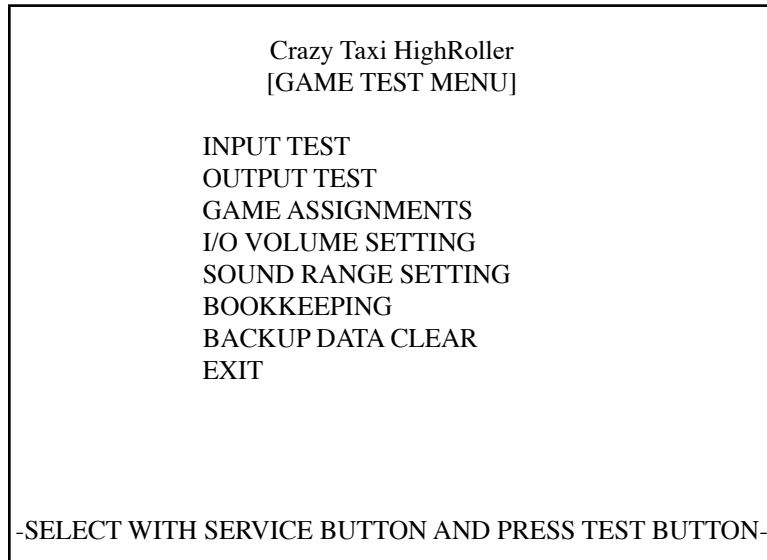 Crazy Taxi HighRoller
[GAME TEST MENU]
INPUT TEST
OUTPUT TEST
GAME ASSIGNMENTS
I/O VOLUME SETTING
SOUND RANGE SETTING
BOOKKEEPING
BACKUP DATA CLEAR
EXIT
-SELECT WITH SERVICE BUTTON AND PRESS TEST BUTTON-